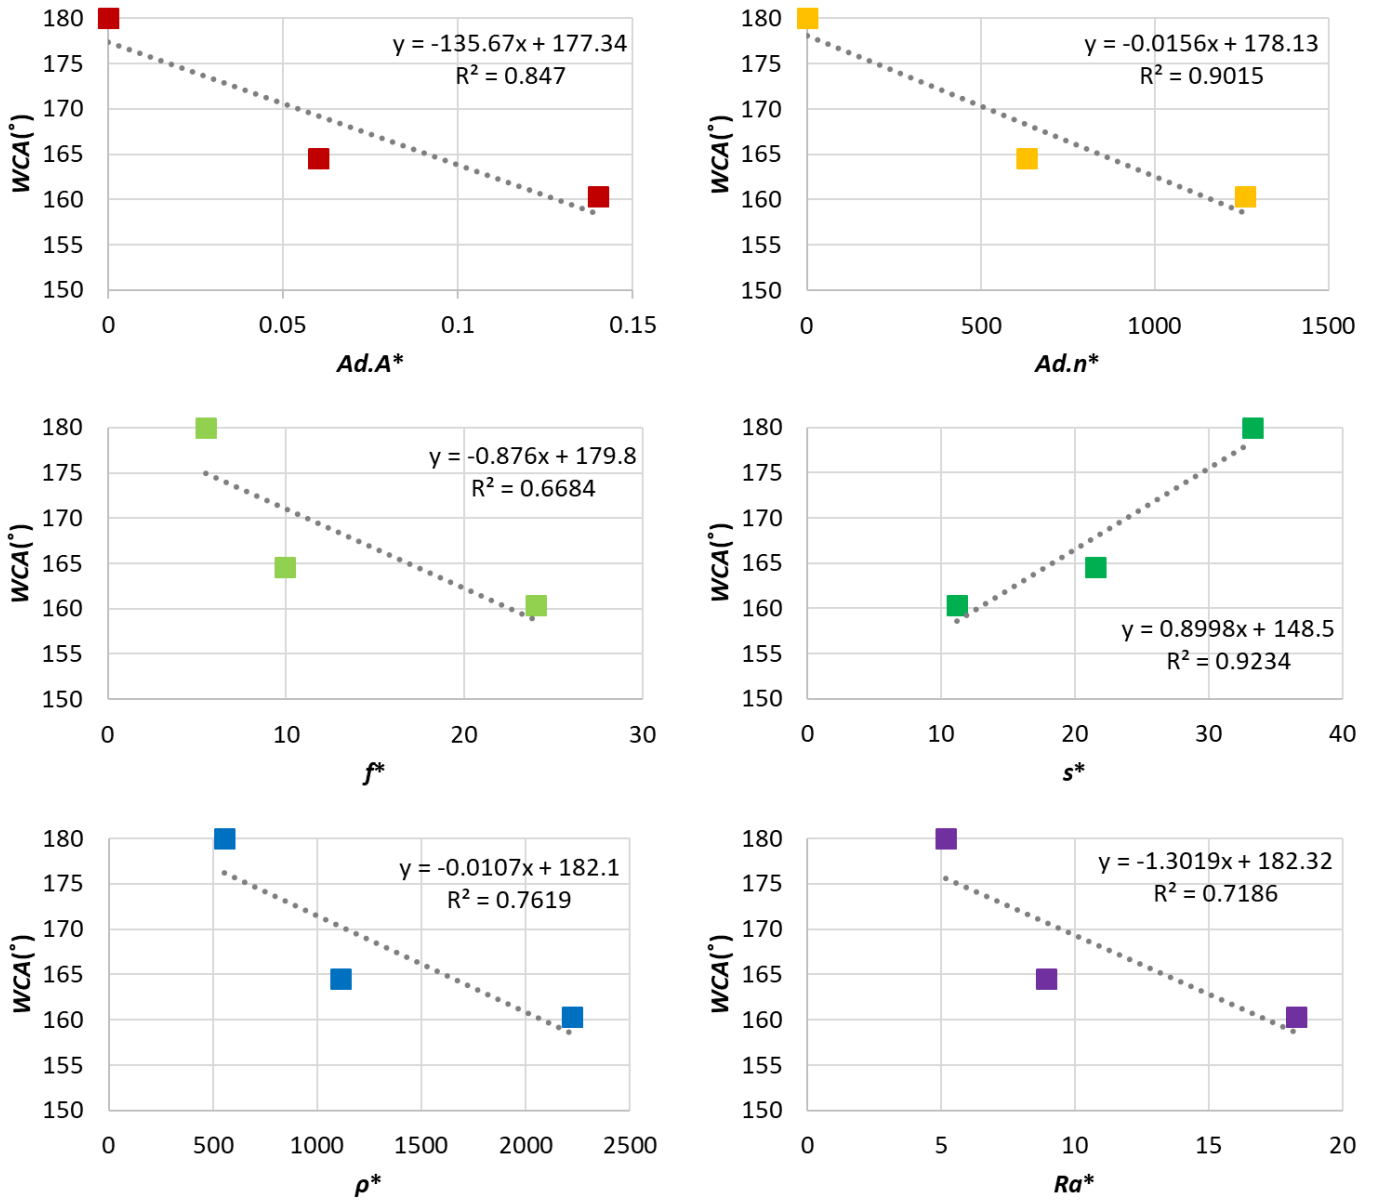 y = -135.67x + 177.34
R² = 0.847
WCA(˚)
180
175
170
165
160
155
150
0
0.05
0.1
0.15
Ad.A*
y = -0.0156x + 178.13
R² = 0.9015
WCA(˚)
180
175
170
165
160
155
150
0
500
1000
1500
Ad.n*
y = -0.876x + 179.8
R² = 0.6684
WCA(˚)
180
175
170
165
160
155
150
0
10
20
30
f*
y = 0.8998x + 148.5
R² = 0.9234
WCA(˚)
180
175
170
165
160
155
150
0
10
20
30
40
s*
y = -0.0107x + 182.1
R² = 0.7619
WCA(˚)
180
175
170
165
160
155
150
0
500
1000
1500
2000
2500
ρ*
y = -1.3019x + 182.32
R² = 0.7186
WCA(˚)
180
175
170
165
160
155
150
0
5
10
15
20
Ra*